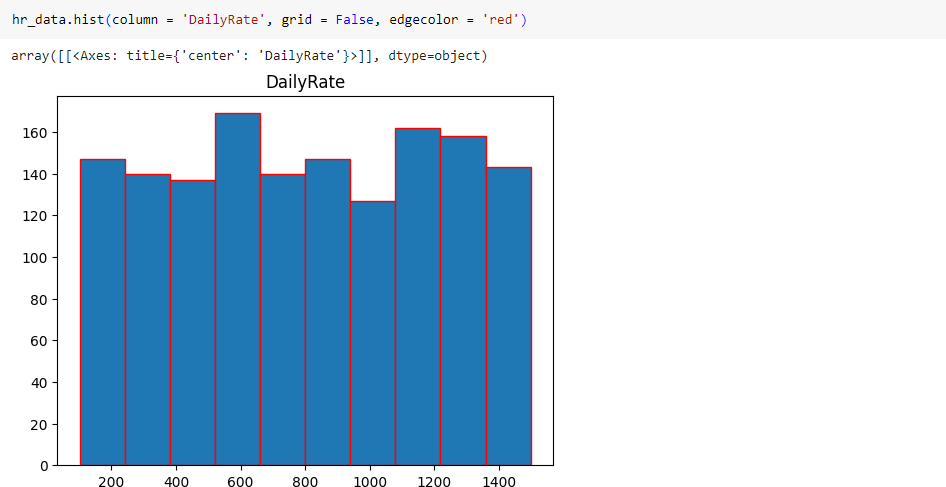 hr_data.hist(column = 'DailyRate', grid = False, edgecolor = 'red')
array([[<Axes: title={'center': 'DailyRate'}>]], dtype=object)
DailyRate
160
140
120
100
80
60
40
20
0
200 400 600 800 1000 1200 1400